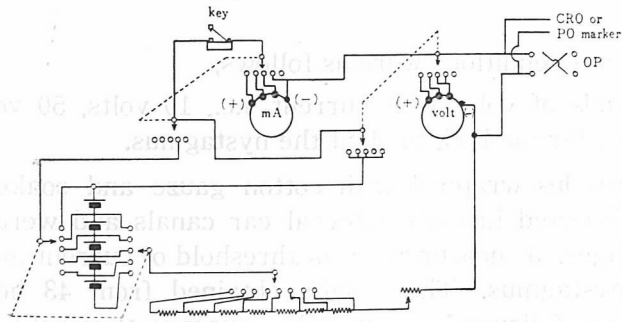 key
CRO or
PO marker
OP
(+) mA (-)
(+) volt (-)